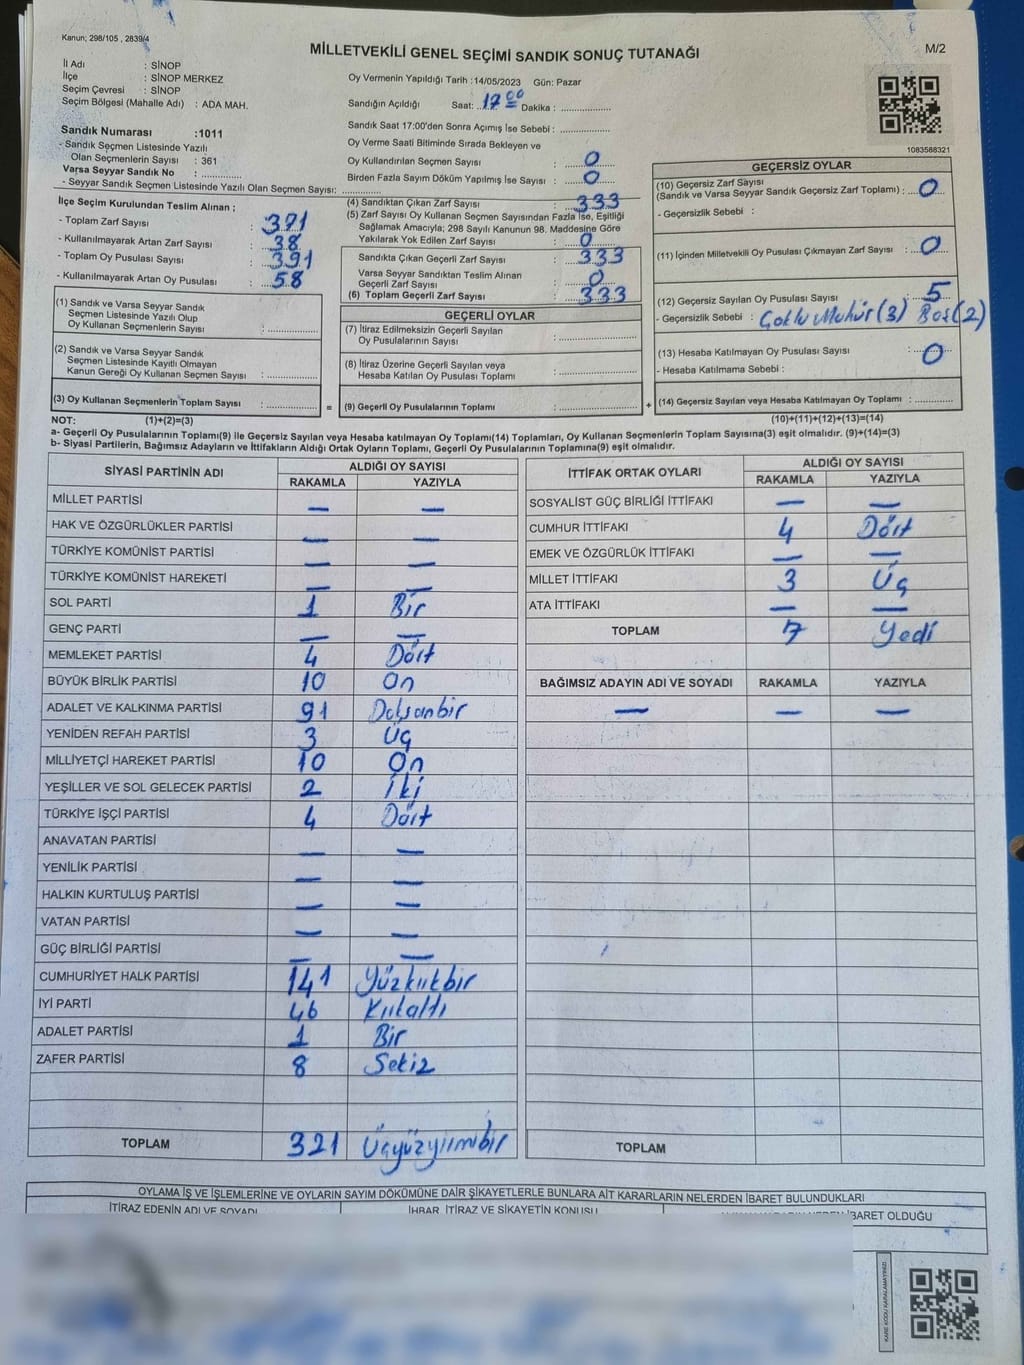 Kanun; 298/105 , 2839/4
MİLLETVEKİLİ GENEL SEÇİMİ SANDIK SONUÇ TUTANAĞI
M/2
İl Adı : SİNOP
İlçe : SİNOP MERKEZ
Seçim Çevresi : SİNOP
Seçim Bölgesi (Mahalle Adı) : ADA MAH.
Sandık Numarası :1011
- Sandık Seçmen Listesinde Yazılı
Olan Seçmenlerin Sayısı : 361
Varsa Seyyar Sandık No : ............
- Seyyar Sandık Seçmen Listesinde Yazılı Olan Seçmen Sayısı: ............
Oy Vermenin Yapıldığı Tarih :14/05/2023 Gün: Pazar
Sandığın Açıldığı Saat: 17 00 Dakika : ............
Sandık Saat 17:00'den Sonra Açımış İse Sebebi : ............
Oy Verme Saati Bitiminde Sırada Bekleyen ve
Oy Kullandırılan Seçmen Sayısı : 0
Birden Fazla Sayım Döküm Yapılmış İse Sayısı : 0
1083568321
İlçe Seçim Kurulundan Teslim Alınan ;
- Toplam Zarf Sayısı : 371
- Kullanılmayarak Artan Zarf Sayısı : 38
- Toplam Oy Pusulası Sayısı : 391
- Kullanılmayarak Artan Oy Pusulası : 58
(4) Sandıktan Çıkan Zarf Sayısı : 333
(5) Zarf Sayısı Oy Kullanan Seçmen Sayısından Fazla İse, Eşitliği
Sağlamak Amacıyla; 298 Sayılı Kanunun 98. Maddesine Göre
Yakılarak Yok Edilen Zarf Sayısı : 0
Sandıkta Çıkan Geçerli Zarf Sayısı : 333
Varsa Seyyar Sandıktan Teslim Alınan
Geçerli Zarf Sayısı : 0
(6) Toplam Geçerli Zarf Sayısı : 333
GEÇERSİZ OYLAR
(10) Geçersiz Zarf Sayısı
(Sandık ve Varsa Seyyar Sandık Geçersiz Zarf Toplamı) : 0
- Geçersizlik Sebebi :
(11) İçinden Milletvekili Oy Pusulası Çıkmayan Zarf Sayısı : 0
(12) Geçersiz Sayılan Oy Pusulası Sayısı : 5
- Geçersizlik Sebebi : Çoklu Mühür (3) Boş (2)
(13) Hesaba Katılmayan Oy Pusulası Sayısı : 0
- Hesaba Katılmama Sebebi :
(14) Geçersiz Sayılan veya Hesaba Katılmayan Oy Toplamı : ............
(10)+(11)+(12)+(13)=(14)
(1) Sandık ve Varsa Seyyar Sandık
Seçmen Listesinde Yazılı Olup
Oy Kullanan Seçmenlerin Sayısı : ............
(2) Sandık ve Varsa Seyyar Sandık
Seçmen Listesinde Kayıtlı Olmayan
Kanun Gereği Oy Kullanan Seçmen Sayısı : ............
(3) Oy Kullanan Seçmenlerin Toplam Sayısı : ............
=
GEÇERLİ OYLAR
(7) İtiraz Edilmeksizin Geçerli Sayılan
Oy Pusulalarının Sayısı : ............
(8) İtiraz Üzerine Geçerli Sayılan veya
Hesaba Katılan Oy Pusulası Toplamı : ............
(9) Geçerli Oy Pusulalarının Toplamı : ............
+
NOT: (1)+(2)=(3)
a- Geçerli Oy Pusulalarının Toplamı(9) ile Geçersiz Sayılan veya Hesaba katılmayan Oy Toplamı(14) Toplamları, Oy Kullanan Seçmenlerin Toplam Sayısına(3) eşit olmalıdır. (9)+(14)=(3)
b- Siyasi Partilerin, Bağımsız Adayların ve İttifakların Aldığı Ortak Oyların Toplamı, Geçerli Oy Pusulalarının Toplamına(9) eşit olmalıdır.
SİYASİ PARTİNİN ADI ALDIĞI OY SAYISI
RAKAMLA YAZIYLA
MİLLET PARTİSİ — —
HAK VE ÖZGÜRLÜKLER PARTİSİ — —
TÜRKİYE KOMÜNİST PARTİSİ — —
TÜRKİYE KOMÜNİST HAREKETİ — —
SOL PARTİ 1 Bir
GENÇ PARTİ — —
MEMLEKET PARTİSİ 4 Dört
BÜYÜK BİRLİK PARTİSİ 10 On
ADALET VE KALKINMA PARTİSİ 91 Doksanbir
YENİDEN REFAH PARTİSİ 3 Üç
MİLLİYETÇİ HAREKET PARTİSİ 10 On
YEŞİLLER VE SOL GELECEK PARTİSİ 2 İki
TÜRKİYE İŞÇİ PARTİSİ 4 Dört
ANAVATAN PARTİSİ — —
YENİLİK PARTİSİ — —
HALKIN KURTULUŞ PARTİSİ — —
VATAN PARTİSİ — —
GÜÇ BİRLİĞİ PARTİSİ — —
CUMHURİYET HALK PARTİSİ 141 Yüzkırkbir
İYİ PARTİ 46 Kırkaltı
ADALET PARTİSİ 1 Bir
ZAFER PARTİSİ 8 Sekiz
TOPLAM 321 Üçyüzyirmibir
İTTİFAK ORTAK OYLARI ALDIĞI OY SAYISI
RAKAMLA YAZIYLA
SOSYALİST GÜÇ BİRLİĞİ İTTİFAKI — —
CUMHUR İTTİFAKI 4 Dört
EMEK VE ÖZGÜRLÜK İTTİFAKI — —
MİLLET İTTİFAKI 3 Üç
ATA İTTİFAKI — —
TOPLAM 7 Yedi
BAĞIMSIZ ADAYIN ADI VE SOYADI RAKAMLA YAZIYLA
— — —
TOPLAM
OYLAMA İŞ VE İŞLEMLERİNE VE OYLARIN SAYIM DÖKÜMÜNE DAİR ŞİKAYETLERLE BUNLARA AİT KARARLARIN NELERDEN İBARET BULUNDUKLARI
İTİRAZ EDENİN ADI VE SOYADI İHBAR, İTİRAZ VE ŞİKAYETİN KONUSU İBARET OLDUĞU
KARE KODU KARALAMAYINIZ!